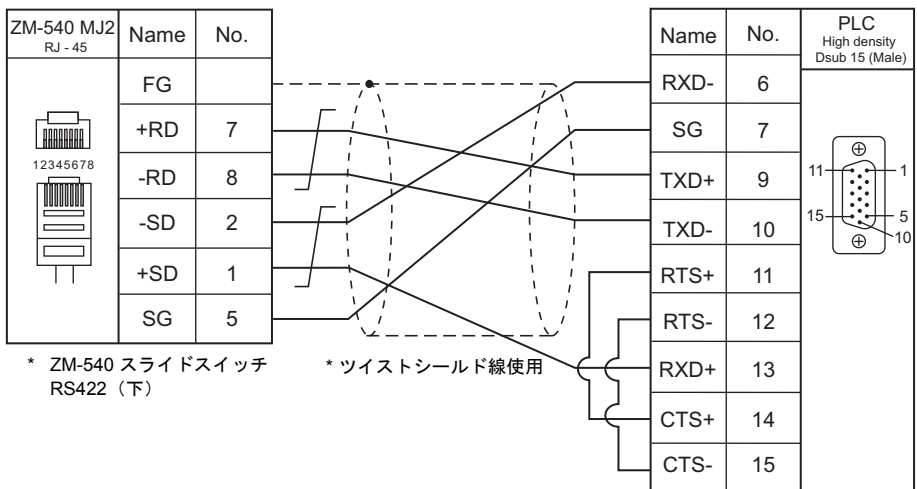 ZM-540 MJ2
RJ - 45
Name No.
FG
+RD 7
-RD 8
-SD 2
+SD 1
SG 5
12345678
* ZM-540 スライドスイッチ
RS422（下）
* ツイストシールド線使用
Name No.
PLC
High density
Dsub 15 (Male)
RXD- 6
SG 7
TXD+ 9
TXD- 10
RTS+ 11
RTS- 12
RXD+ 13
CTS+ 14
CTS- 15
11 1
15 5
10